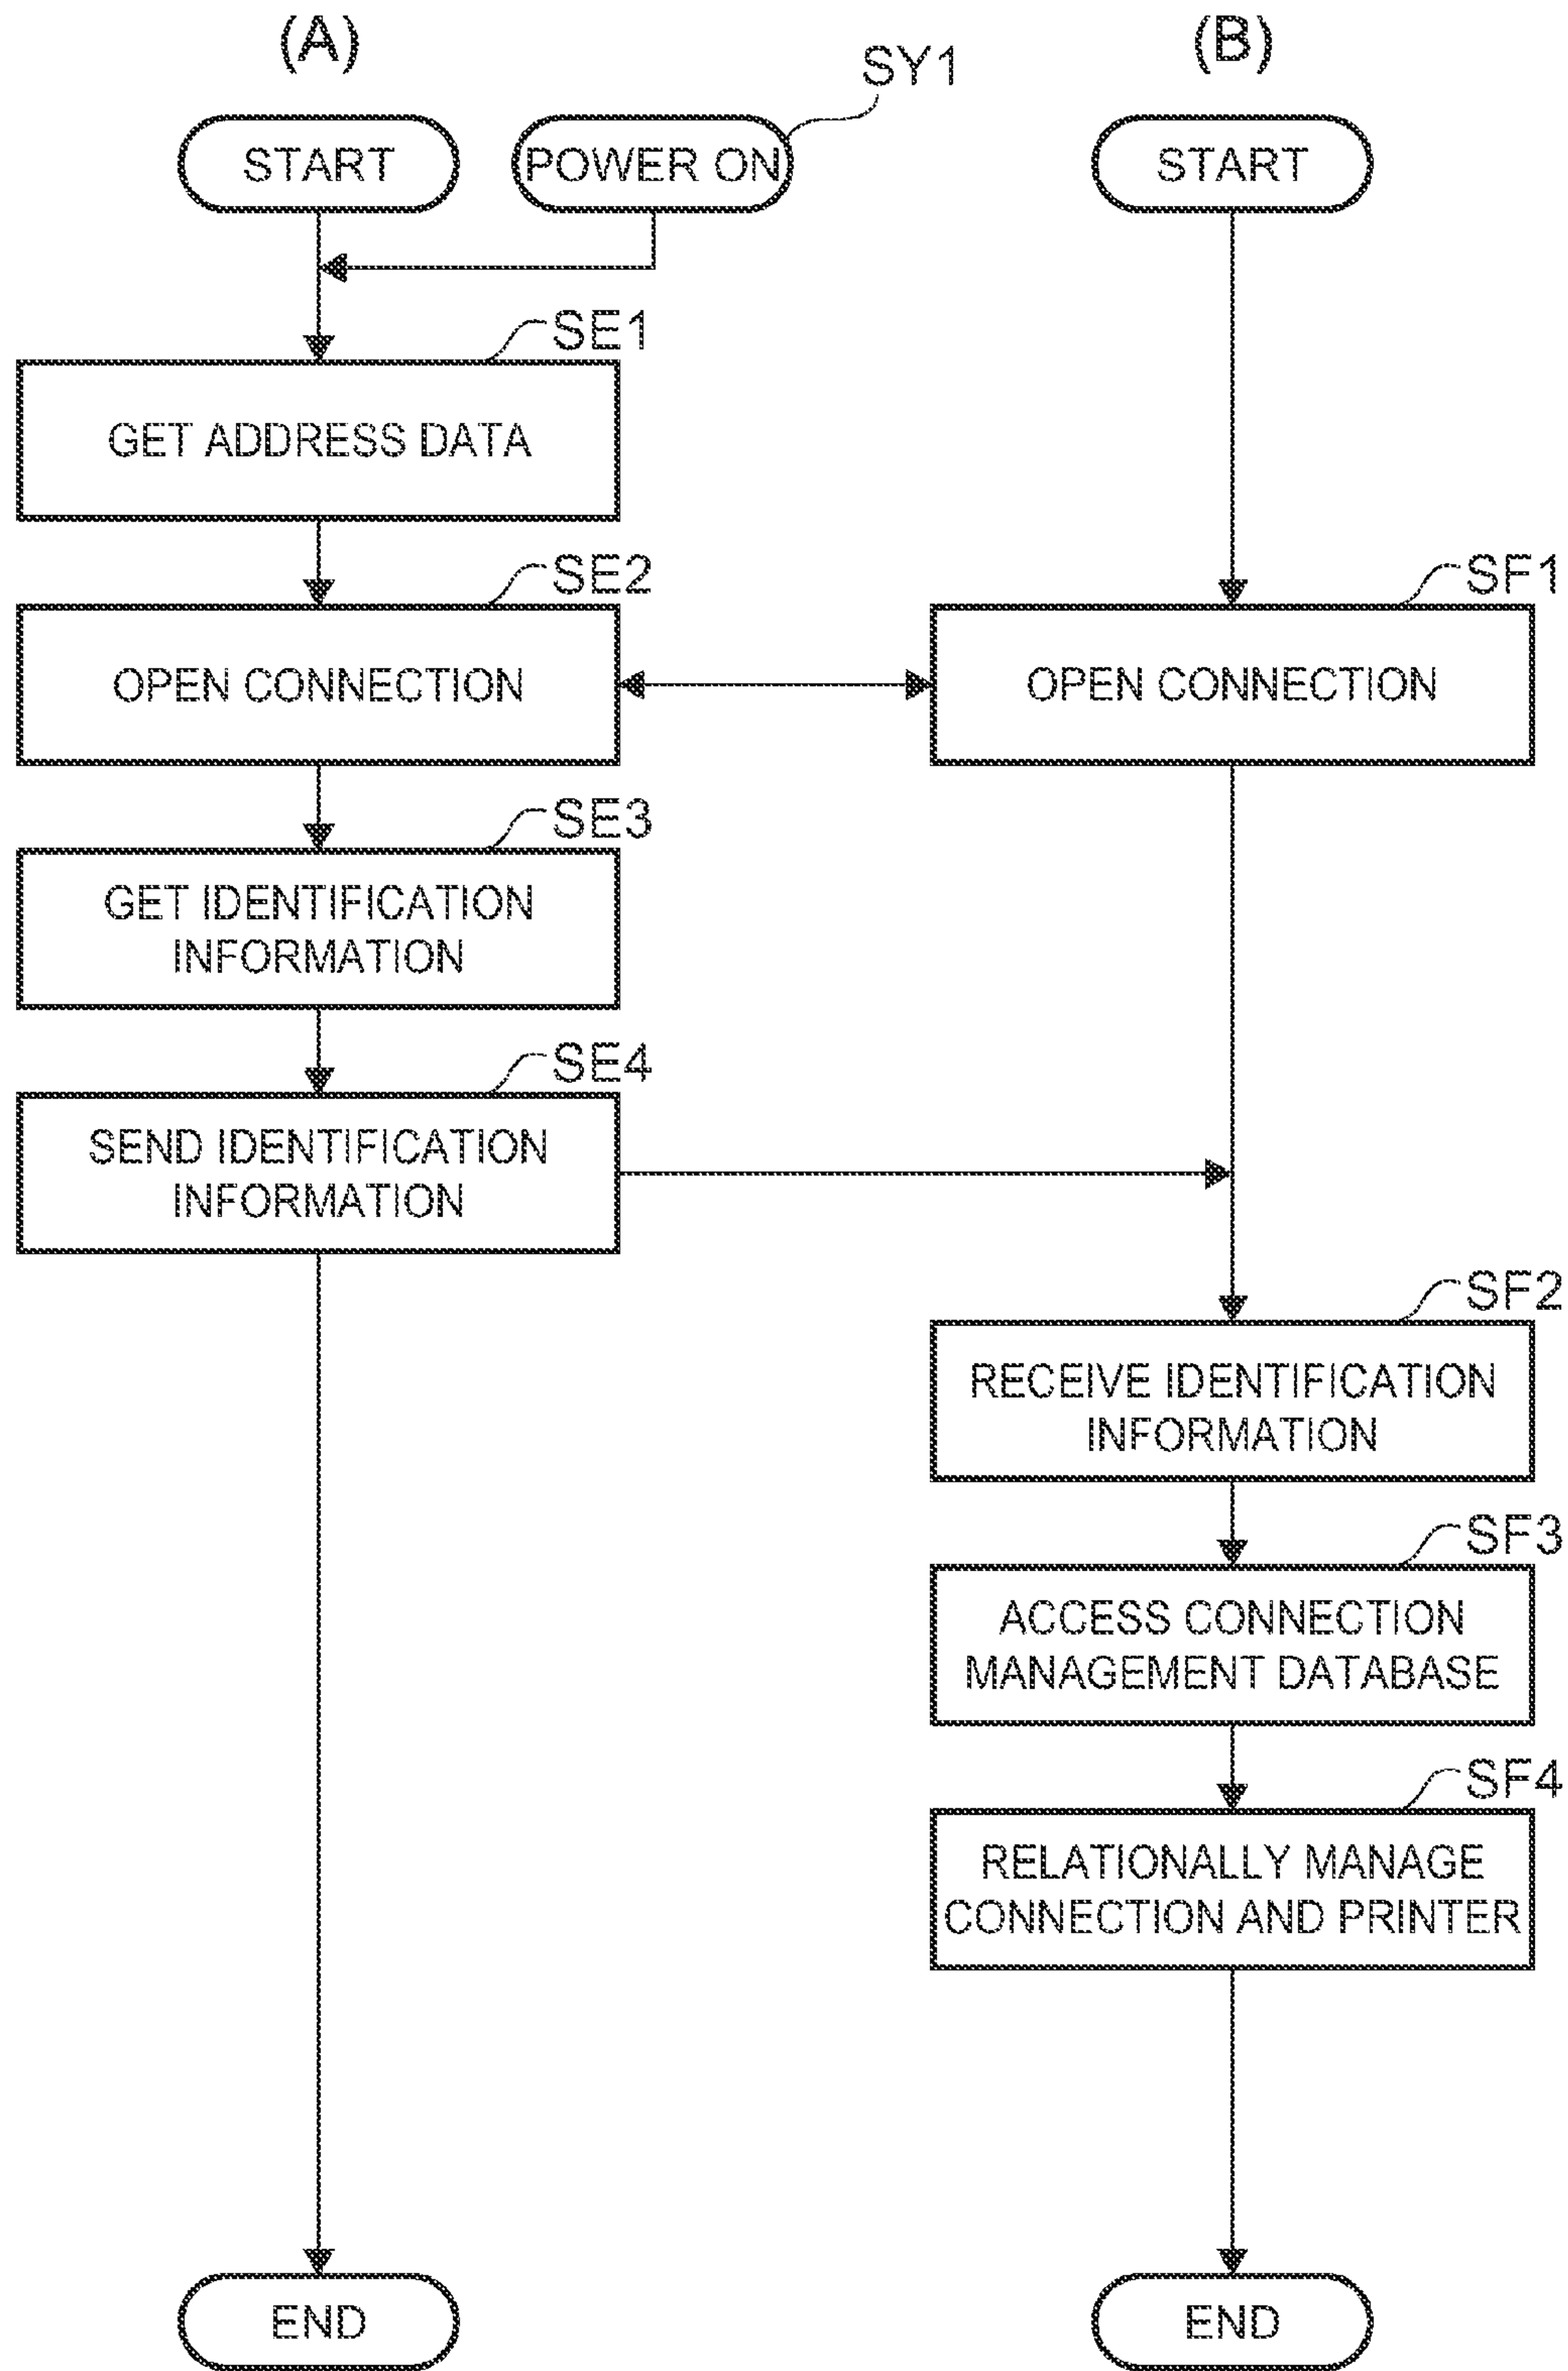 (A)
(B)
SY1
START
POWER ON
START
SE1
GET ADDRESS DATA
SE2
SF1
OPEN CONNECTION
OPEN CONNECTION
SE3
GET IDENTIFICATION
INFORMATION
SE4
SEND IDENTIFICATION
INFORMATION
SF2
RECEIVE IDENTIFICATION
INFORMATION
SF3
ACCESS CONNECTION
MANAGEMENT DATABASE
SF4
RELATIONALLY MANAGE
CONNECTION AND PRINTER
END
END